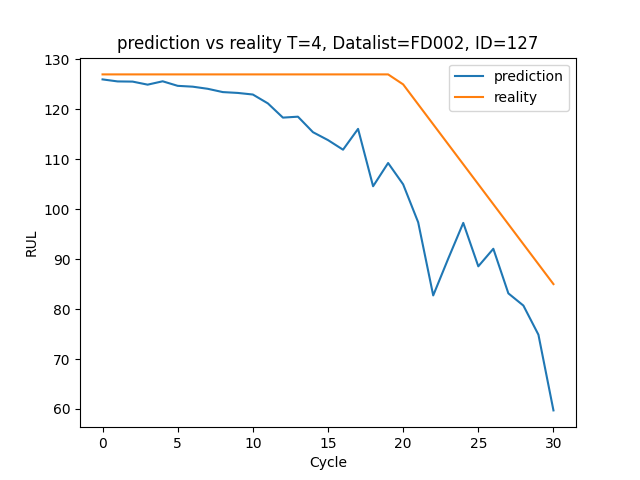 prediction vs reality T=4, Datalist=FD002, ID=127
prediction
reality
130
120
110
100
90
80
70
60
RUL
0 5 10 15 20 25 30
Cycle